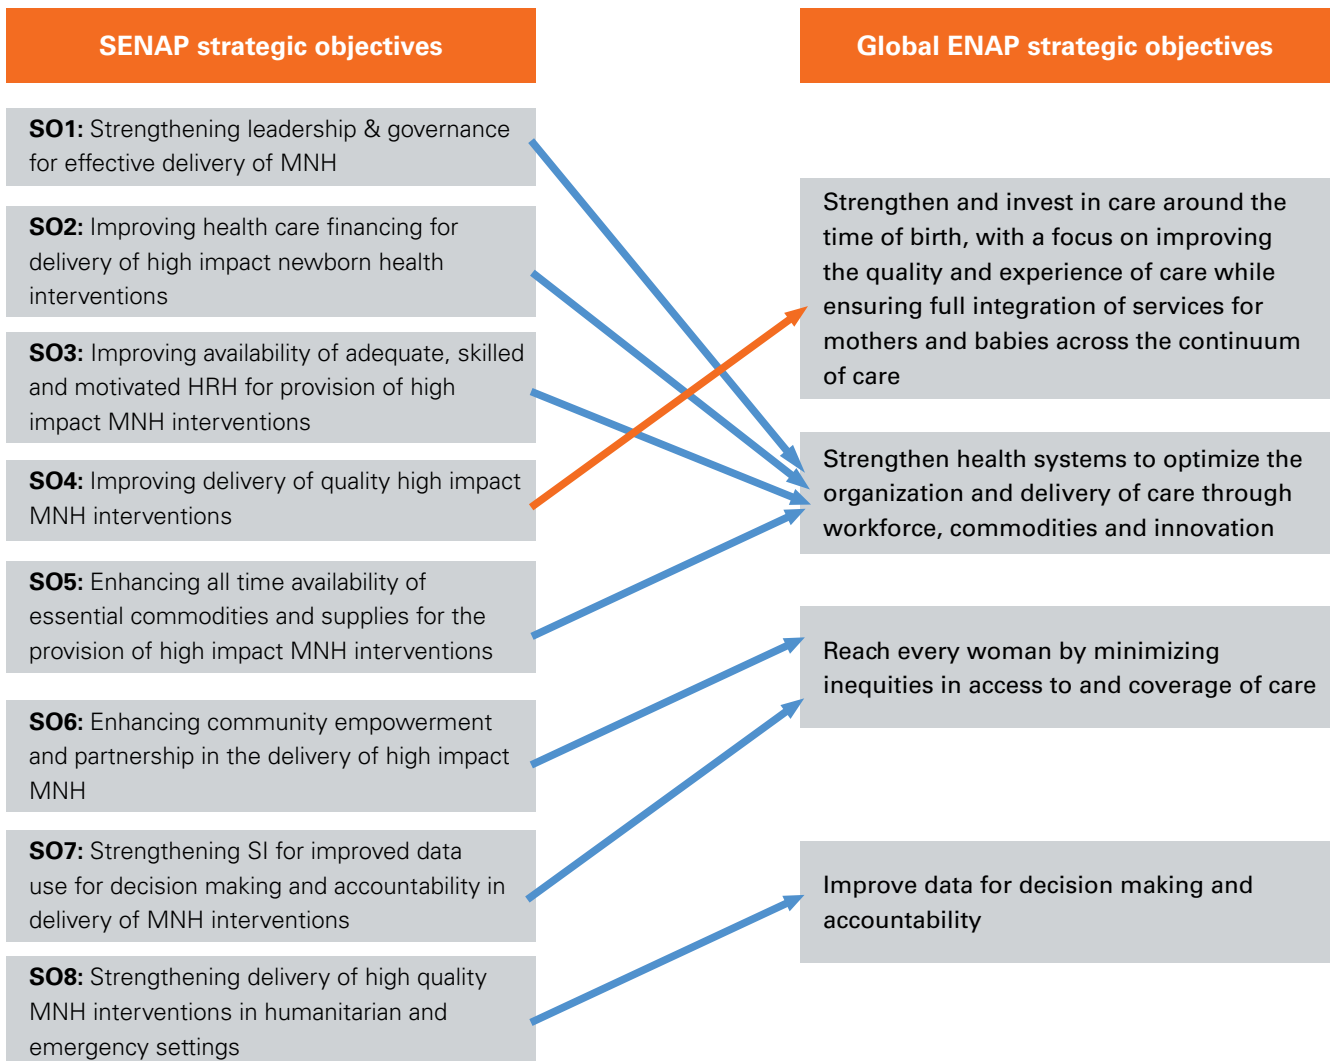 SENAP strategic objectives
SO1: Strengthening leadership & governance
for effective delivery of MNH
SO2: Improving health care financing for
delivery of high impact newborn health
interventions
SO3: Improving availability of adequate, skilled
and motivated HRH for provision of high
impact MNH interventions
SO4: Improving delivery of quality high impact
MNH interventions
SO5: Enhancing all time availability of
essential commodities and supplies for the
provision of high impact MNH interventions
SO6: Enhancing community empowerment
and partnership in the delivery of high impact
MNH
SO7: Strengthening SI for improved data
use for decision making and accountability in
delivery of MNH interventions
SO8: Strengthening delivery of high quality
MNH interventions in humanitarian and
emergency settings
Global ENAP strategic objectives
Strengthen and invest in care around the
time of birth, with a focus on improving
the quality and experience of care while
ensuring full integration of services for
mothers and babies across the continuum
of care
Strengthen health systems to optimize the
organization and delivery of care through
workforce, commodities and innovation
Reach every woman by minimizing
inequities in access to and coverage of care
Improve data for decision making and
accountability